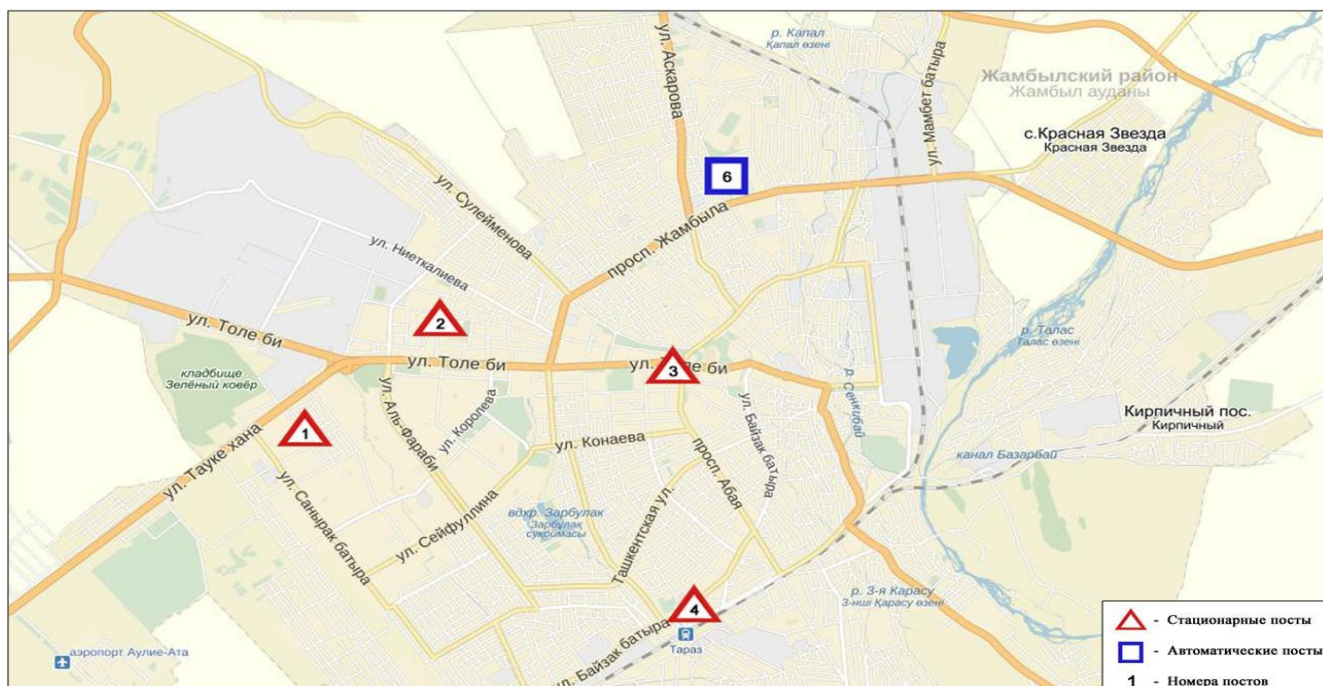 р. Капал
Қапал өзені
ул. Аскарова
ул. Мамбет батыра
Жамбылский район
Жамбыл ауданы
с.Красная Звезда
Красная Звезда
6
ул. Сулейменова
просп. Жамбыла
ул. Ниеткалиева
2
ул. Толе би
ул. Толе би
ул. Толе би
3
р. Талас
Талас өзені
кладбище
Зелёный ковёр
ул. Аль-Фараби
ул. Королева
ул. Байзак батыра
р. Сенкибай
Кирпичный пос.
Кирпичный
1
ул. Тауке хана
ул. Конаева
просп. Абая
канал Базарбай
ул. Санырак батыра
ул. Сейфуллина
вдхр. Зарбулак
Зарбулақ
суқоймасы
Ташкентская ул.
р. 3-я Карасу
3-нші Қарасу өзені
4
ул. Байзак батыра
Тараз
аэропорт Аулие-Ата
- Стационарные посты
- Автоматические посты
1 - Номера постов